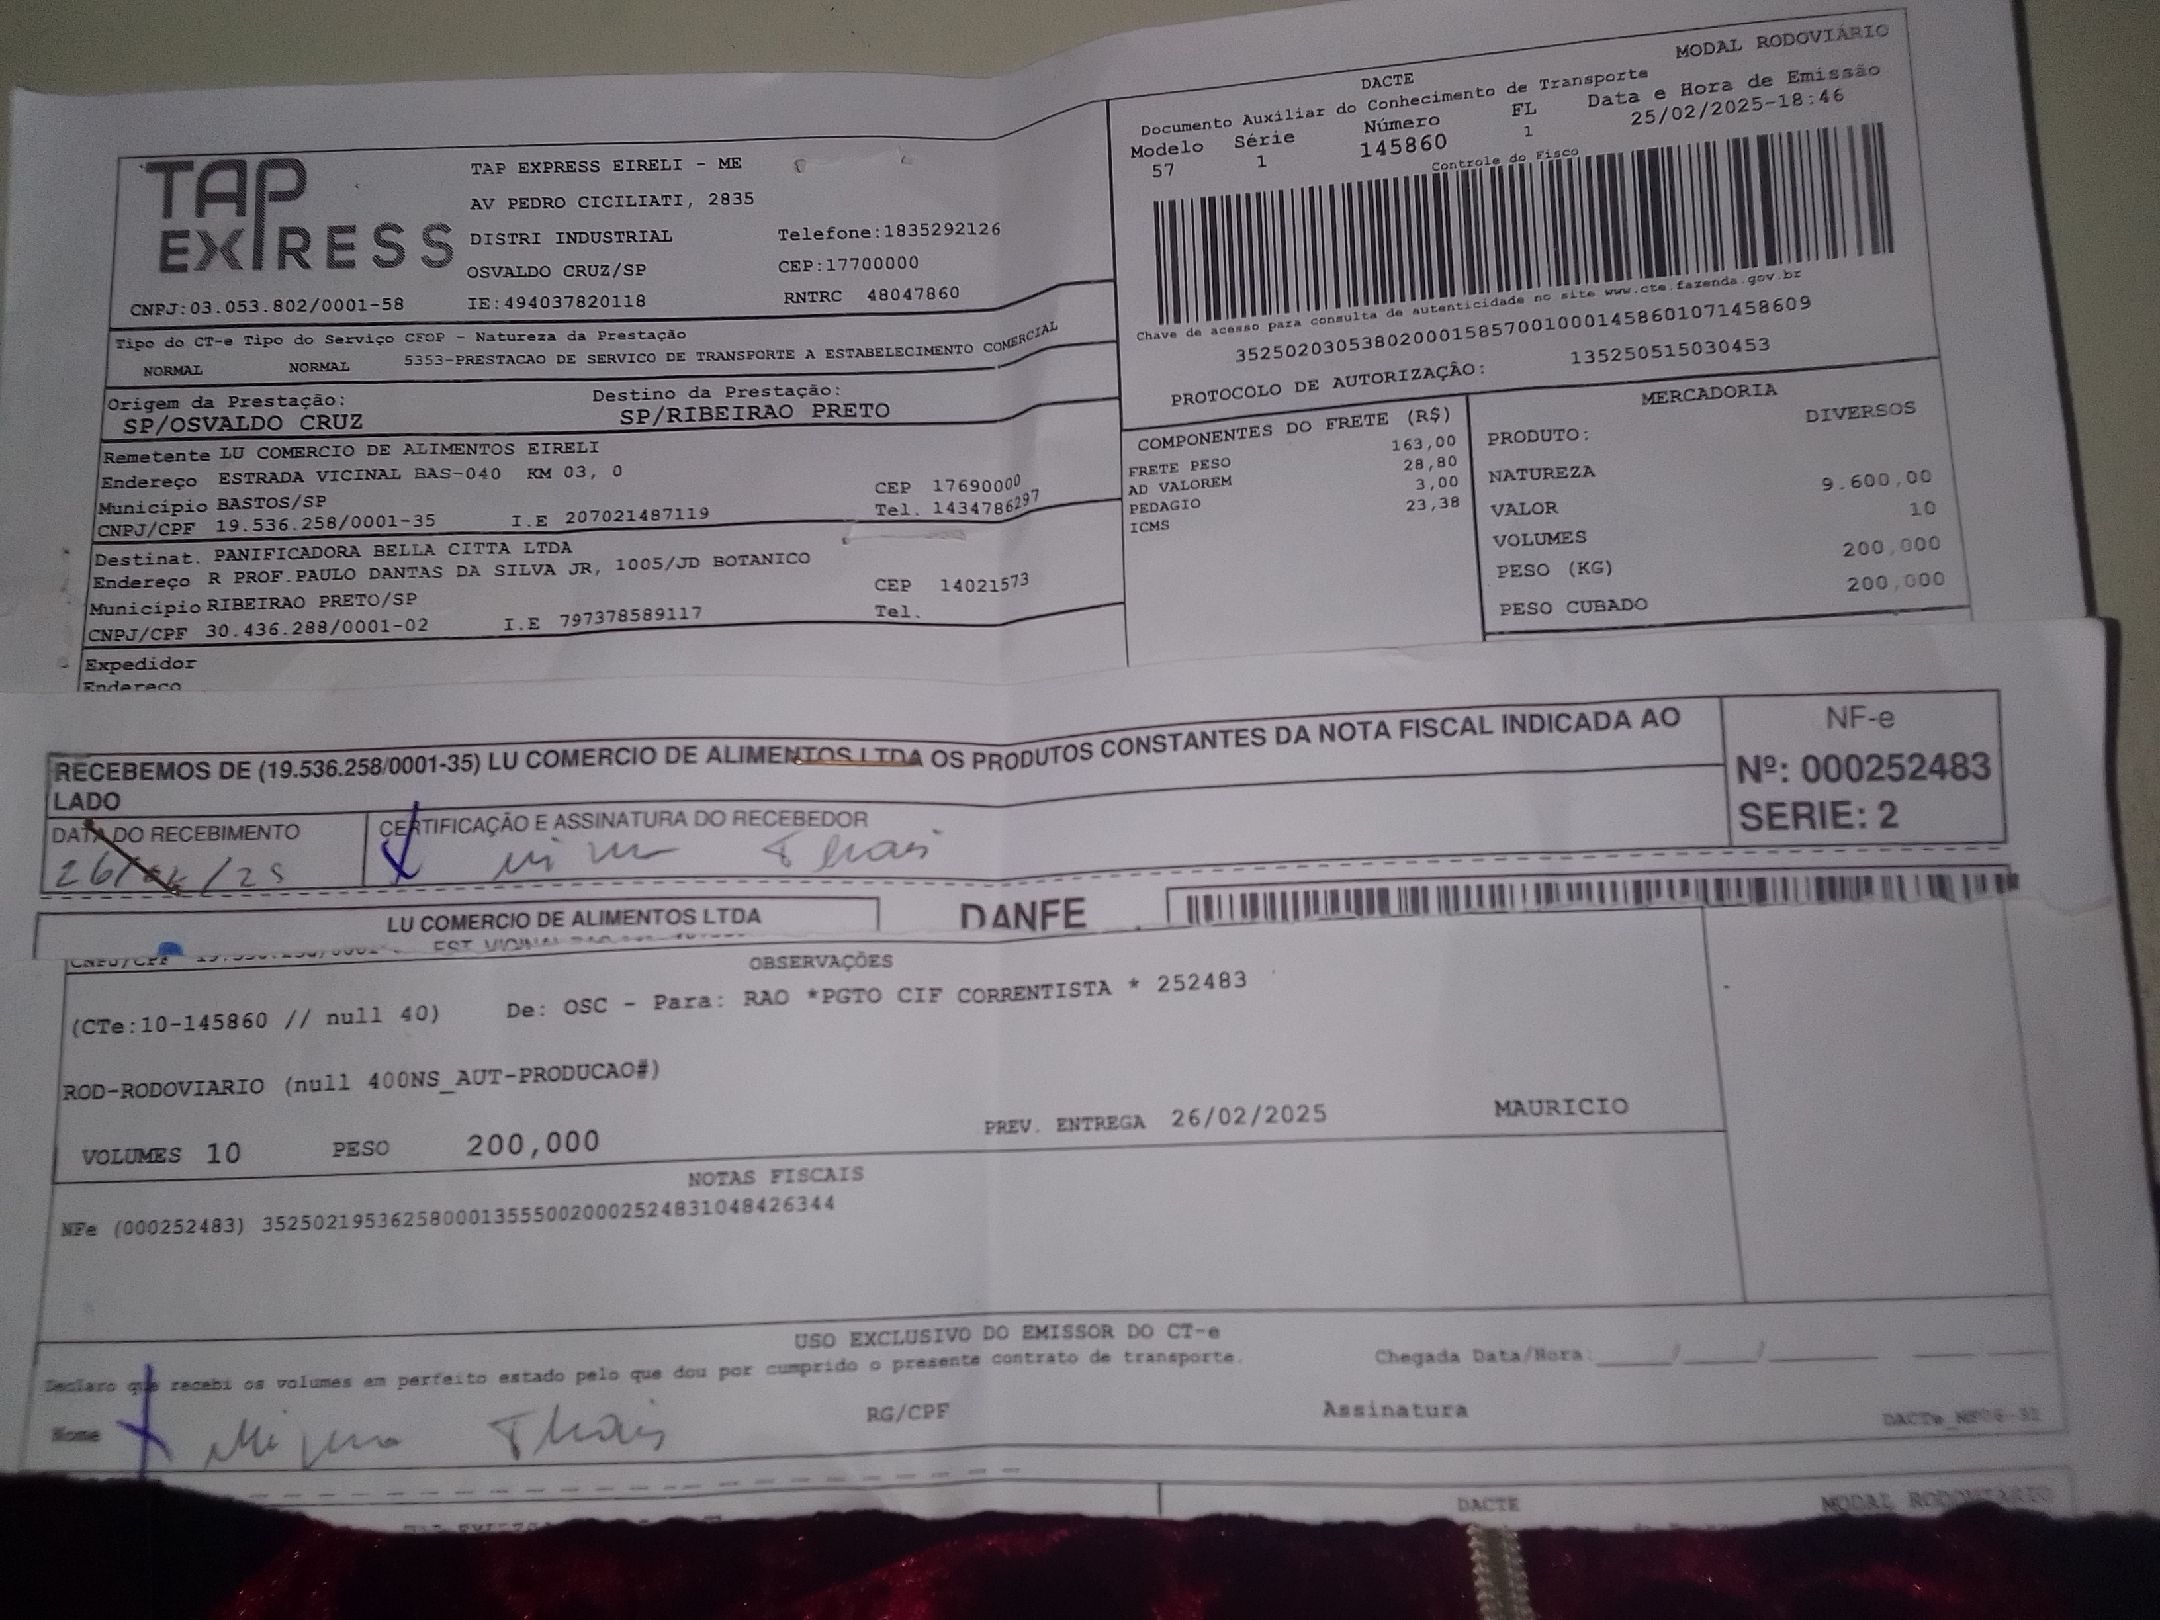 TAP EXPRESS
TAP EXPRESS EIRELI - ME
AV PEDRO CICILIATI, 2835
DISTRI INDUSTRIAL Telefone:1835292126
OSVALDO CRUZ/SP CEP:17700000
CNPJ:03.053.802/0001-58 IE:494037820118 RNTRC 48047860
MODAL RODOVIÁRIO
DACTE
Documento Auxiliar do Conhecimento de Transporte
Modelo Série Número FL Data e Hora de Emissão
57 1 145860 1 25/02/2025-18:46
Controle do Fisco
Chave de acesso para consulta de autenticidade no site www.cte.fazenda.gov.br
35250203053802000158570010001458601071458609
PROTOCOLO DE AUTORIZAÇÃO: 135250515030453
Tipo do CT-e Tipo do Serviço CFOP - Natureza da Prestação
NORMAL NORMAL 5353-PRESTACAO DE SERVICO DE TRANSPORTE A ESTABELECIMENTO COMERCIAL
Origem da Prestação: Destino da Prestação:
SP/OSVALDO CRUZ SP/RIBEIRAO PRETO
Remetente LU COMERCIO DE ALIMENTOS EIRELI
Endereço ESTRADA VICINAL BAS-040 KM 03, 0
Município BASTOS/SP CEP 17690000
CNPJ/CPF 19.536.258/0001-35 I.E 207021487119 Tel. 1434786297
Destinat. PANIFICADORA BELLA CITTA LTDA
Endereço R PROF.PAULO DANTAS DA SILVA JR, 1005/JD BOTANICO
Município RIBEIRAO PRETO/SP CEP 14021573
CNPJ/CPF 30.436.288/0001-02 I.E 797378589117 Tel.
Expedidor
Endereço
COMPONENTES DO FRETE (R$)
FRETE PESO 163,00
AD VALOREM 28,80
PEDAGIO 3,00
ICMS 23,38
MERCADORIA
PRODUTO: DIVERSOS
NATUREZA
VALOR 9.600,00
VOLUMES 10
PESO (KG) 200,000
PESO CUBADO 200,000
RECEBEMOS DE (19.536.258/0001-35) LU COMERCIO DE ALIMENTOS LTDA OS PRODUTOS CONSTANTES DA NOTA FISCAL INDICADA AO
LADO
NF-e
Nº: 000252483
SERIE: 2
DATA DO RECEBIMENTO CERTIFICAÇÃO E ASSINATURA DO RECEBEDOR
26/ /25 Thais
LU COMERCIO DE ALIMENTOS LTDA DANFE
CNPJ/CPF
OBSERVAÇÕES
(CTe:10-145860 // null 40) De: OSC - Para: RAO *PGTO CIF CORRENTISTA * 252483
ROD-RODOVIARIO (null 400NS_AUT-PRODUCAO#)
VOLUMES 10 PESO 200,000 PREV. ENTREGA 26/02/2025 MAURICIO
NOTAS FISCAIS
NFe (000252483) 35250219536258000135550020002524831048426344
USO EXCLUSIVO DO EMISSOR DO CT-e
Declaro que recebi os volumes em perfeito estado pelo que dou por cumprido o presente contrato de transporte. Chegada Data/Hora:
Nome Thais RG/CPF Assinatura
DACTE MODAL RODOVIARIO